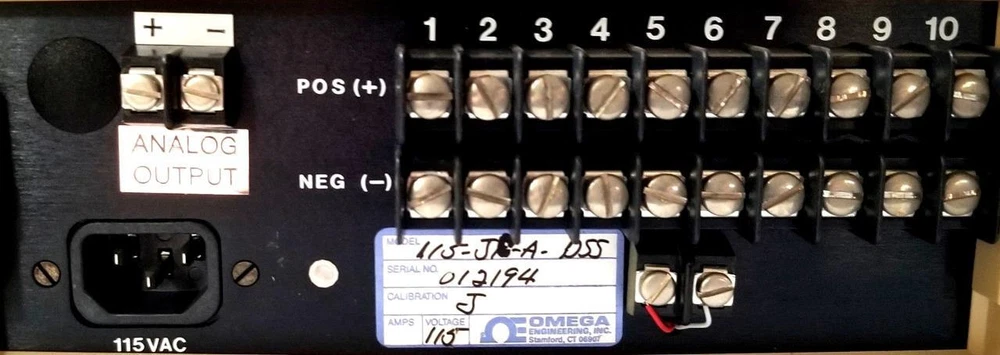 + −
1 2 3 4 5 6 7 8 9 10
POS (+)
ANALOG
OUTPUT
NEG (−)
MODEL
SERIAL NO. 012194
CALIBRATION J
AMPS VOLTAGE 115
OMEGA
ENGINEERING, INC.
Stamford, CT 06907
115VAC